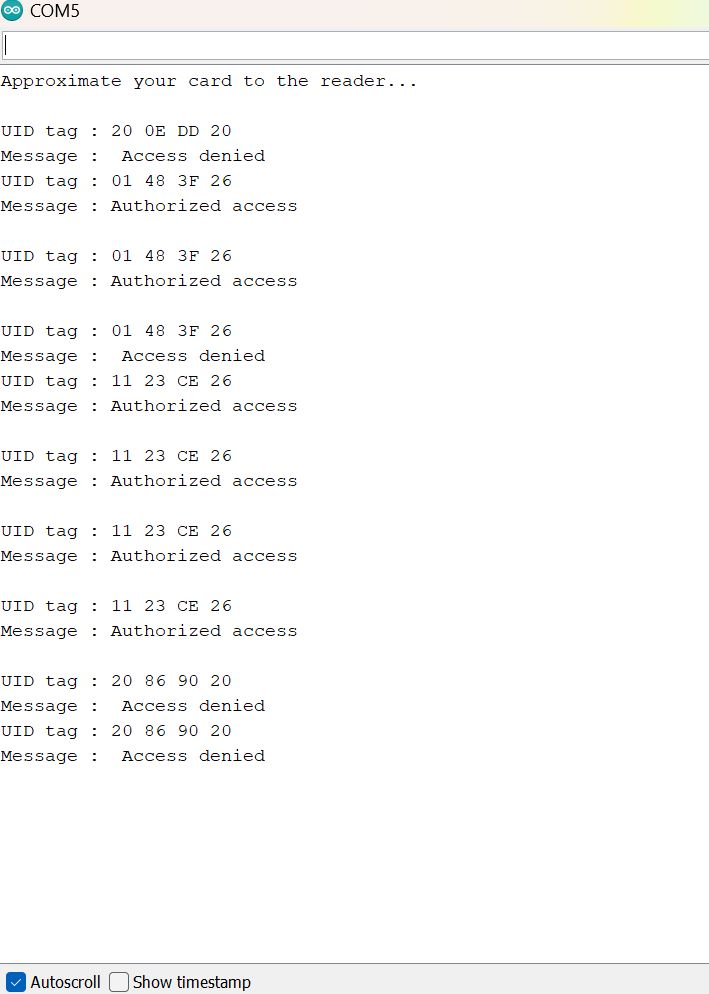 COM5
Approximate your card to the reader...
UID tag : 20 0E DD 20
Message :  Access denied
UID tag : 01 48 3F 26
Message : Authorized access
UID tag : 01 48 3F 26
Message : Authorized access
UID tag : 01 48 3F 26
Message :  Access denied
UID tag : 11 23 CE 26
Message : Authorized access
UID tag : 11 23 CE 26
Message : Authorized access
UID tag : 11 23 CE 26
Message : Authorized access
UID tag : 11 23 CE 26
Message : Authorized access
UID tag : 20 86 90 20
Message :  Access denied
UID tag : 20 86 90 20
Message :  Access denied
Autoscroll Show timestamp